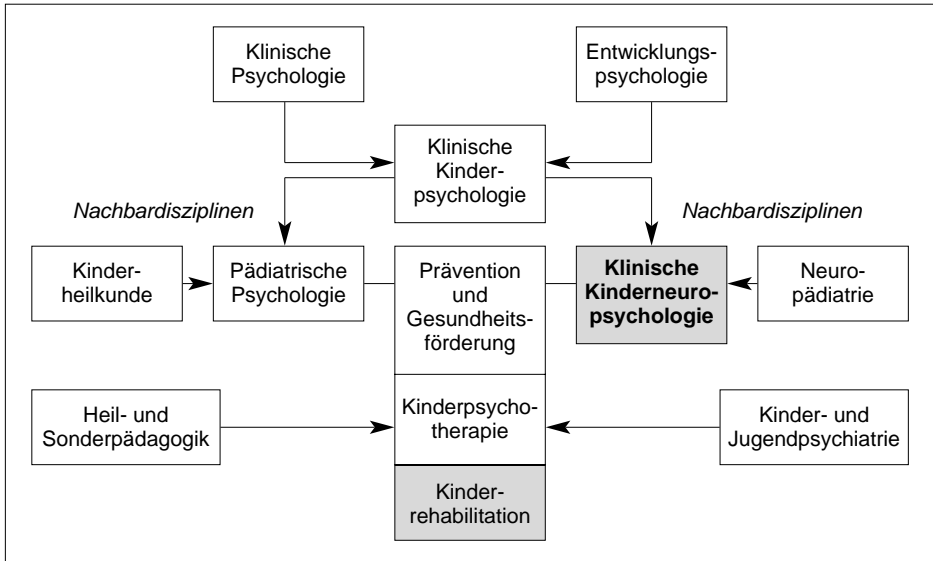 Klinische
Psychologie
Entwicklungs-
psychologie
Klinische
Kinder-
psychologie
Nachbardisziplinen
Nachbardisziplinen
Kinder-
heilkunde
Pädiatrische
Psychologie
Prävention
und
Gesundheits-
förderung
Klinische
Kinderneuro-
psychologie
Neuro-
pädiatrie
Heil- und
Sonderpädagogik
Kinderpsycho-
therapie
Kinder- und
Jugendpsychiatrie
Kinder-
rehabilitation